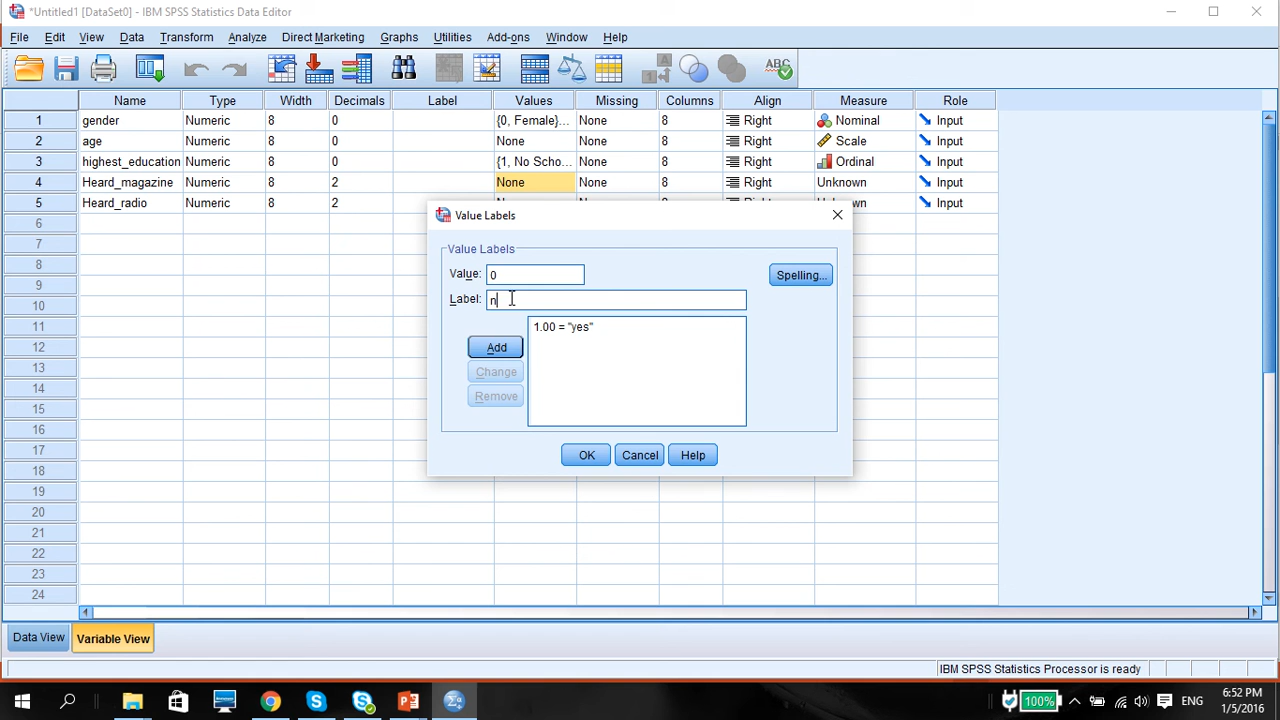 *Untitled1 [DataSet0] - IBM SPSS Statistics Data Editor
File Edit View Data Transform Analyze Direct Marketing Graphs Utilities Add-ons Window Help
Name Type Width Decimals Label Values Missing Columns Align Measure Role
1 gender Numeric 8 0 {0, Female}... None 8 Right Nominal Input
2 age Numeric 8 0 None None 8 Right Scale Input
3 highest_education Numeric 8 0 {1, No Scho... None 8 Right Ordinal Input
4 Heard_magazine Numeric 8 2 None None 8 Right Unknown Input
5 Heard_radio Numeric 8 2 Input
6
7
8
9
10
11
12
13
14
15
16
17
18
19
20
21
22
23
24
Value Labels
Value Labels
Value: 0
Spelling...
Label: n
1.00 = "yes"
Add
Change
Remove
OK Cancel Help
Data View Variable View
IBM SPSS Statistics Processor is ready
100% ENG 6:52 PM
1/5/2016